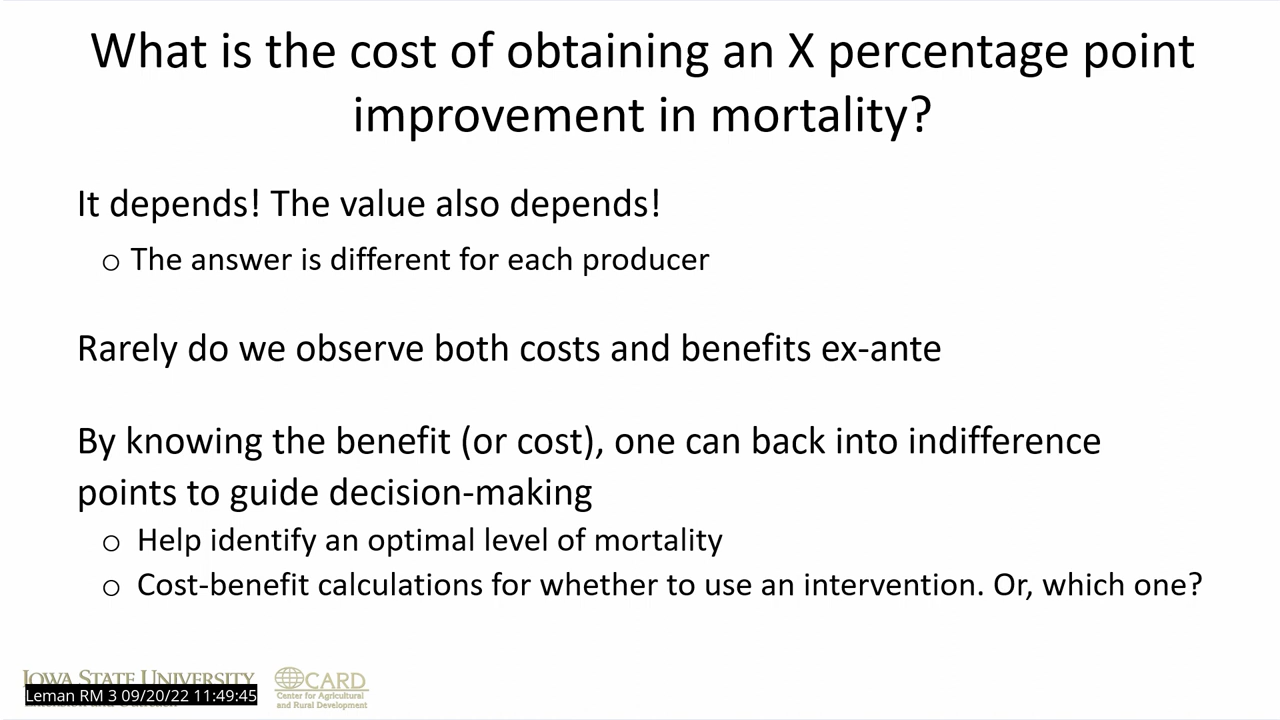 What is the cost of obtaining an X percentage point
improvement in mortality?
It depends! The value also depends!
o The answer is different for each producer
Rarely do we observe both costs and benefits ex-ante
By knowing the benefit (or cost), one can back into indifference
points to guide decision-making
o Help identify an optimal level of mortality
o Cost-benefit calculations for whether to use an intervention. Or, which one?
IOWA STATE UNIVERSITY
Leman RM 3 09/20/22 11:49:45
CARD
Center for Agricultural
and Rural Development